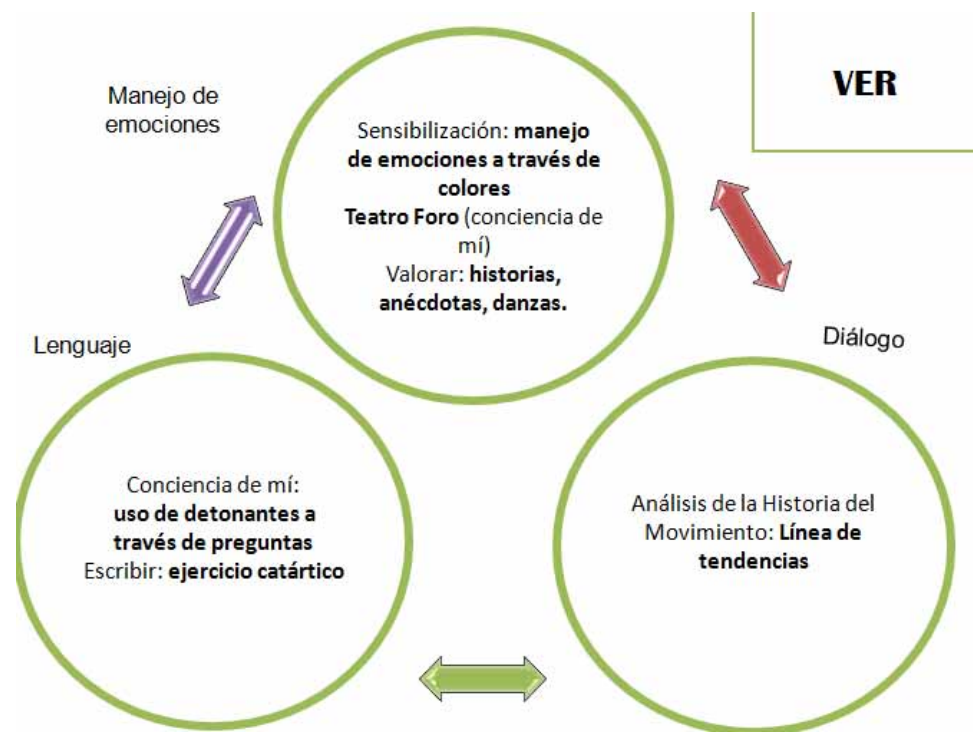 VER
Manejo de
emociones
Sensibilización: manejo
de emociones a través de
colores
Teatro Foro (conciencia de
mí)
Valorar: historias,
anécdotas, danzas.
Lenguaje
Diálogo
Conciencia de mí:
uso de detonantes a
través de preguntas
Escribir: ejercicio catártico
Análisis de la Historia del
Movimiento: Línea de
tendencias